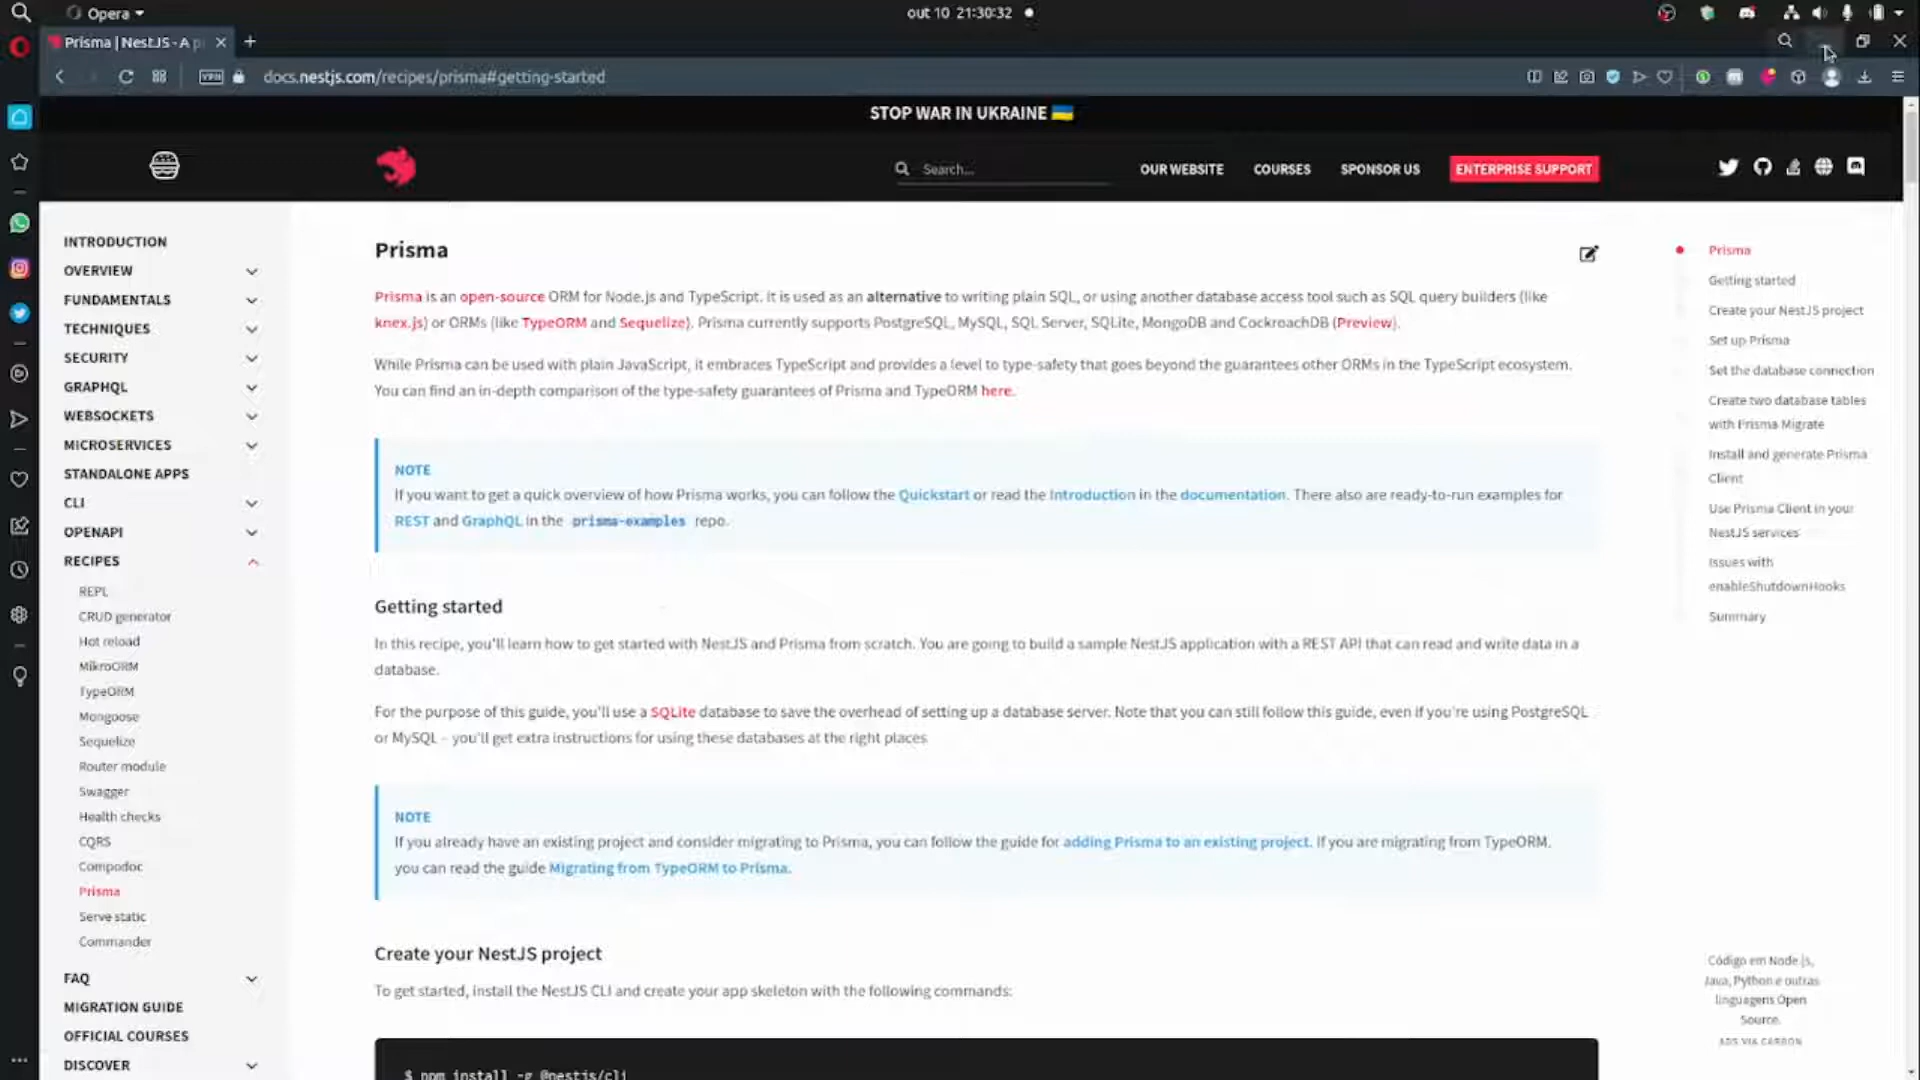 Opera
out 10 21:30:32
Prisma | NestJS - A p
VPN
docs.nestjs.com/recipes/prisma#getting-started
STOP WAR IN UKRAINE 🇺🇦
Search...
OUR WEBSITE
COURSES
SPONSOR US
ENTERPRISE SUPPORT
INTRODUCTION
OVERVIEW
FUNDAMENTALS
TECHNIQUES
SECURITY
GRAPHQL
WEBSOCKETS
MICROSERVICES
STANDALONE APPS
CLI
OPENAPI
RECIPES
REPL
CRUD generator
Hot reload
MikroORM
TypeORM
Mongoose
Sequelize
Router module
Swagger
Health checks
CQRS
Compodoc
Prisma
Serve static
Commander
FAQ
MIGRATION GUIDE
OFFICIAL COURSES
DISCOVER
Prisma
Prisma is an open-source ORM for Node.js and TypeScript. It is used as an alternative to writing plain SQL, or using another database access tool such as SQL query builders (like
knex.js) or ORMs (like TypeORM and Sequelize). Prisma currently supports PostgreSQL, MySQL, SQL Server, SQLite, MongoDB and CockroachDB (Preview).
While Prisma can be used with plain JavaScript, it embraces TypeScript and provides a level to type-safety that goes beyond the guarantees other ORMs in the TypeScript ecosystem.
You can find an in-depth comparison of the type-safety guarantees of Prisma and TypeORM here.
NOTE
If you want to get a quick overview of how Prisma works, you can follow the Quickstart or read the Introduction in the documentation. There also are ready-to-run examples for
REST and GraphQL in the prisma-examples repo.
Getting started
In this recipe, you'll learn how to get started with NestJS and Prisma from scratch. You are going to build a sample NestJS application with a REST API that can read and write data in a
database.
For the purpose of this guide, you'll use a SQLite database to save the overhead of setting up a database server. Note that you can still follow this guide, even if you're using PostgreSQL
or MySQL – you'll get extra instructions for using these databases at the right places
NOTE
If you already have an existing project and consider migrating to Prisma, you can follow the guide for adding Prisma to an existing project. If you are migrating from TypeORM,
you can read the guide Migrating from TypeORM to Prisma.
Create your NestJS project
To get started, install the NestJS CLI and create your app skeleton with the following commands:
$ npm install -g @nestjs/cli
Prisma
Getting started
Create your NestJS project
Set up Prisma
Set the database connection
Create two database tables
with Prisma Migrate
Install and generate Prisma
Client
Use Prisma Client in your
NestJS services
Issues with
enableShutdownHooks
Summary
Código em Node.js,
Java, Python e outras
linguagens Open
Source.
ADS VIA CARBON